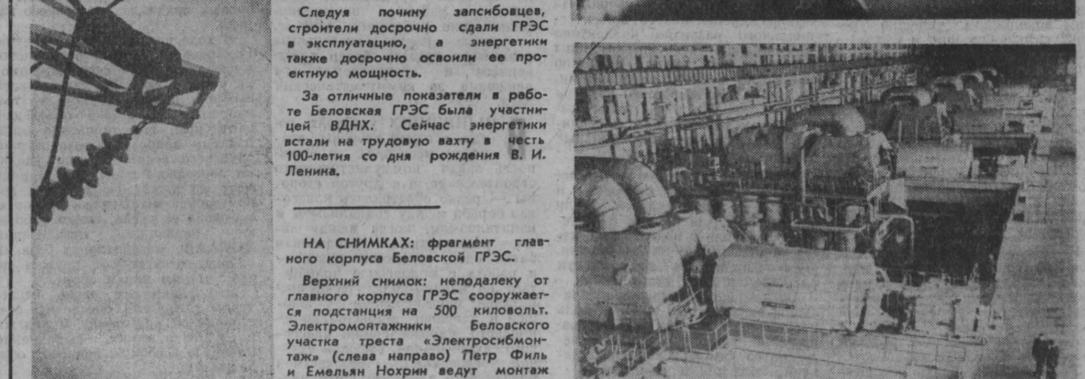 Следуя почину запсибовцев,
строители досрочно сдали ГРЭС
в эксплуатацию, а энергетики
также досрочно освоили ее про-
ектную мощность.
За отличные показатели в рабо-
те Беловская ГРЭС была участни-
цей ВДНХ. Сейчас энергетики
встали на трудовую вахту в честь
100-летия со дня рождения В. И.
Ленина.
НА СНИМКАХ: фрагмент глав-
ного корпуса Беловской ГРЭС.
Верхний снимок: неподалеку от
главного корпуса ГРЭС сооружает-
ся подстанция на 500 киловольт.
Электромонтажники Беловского
участка треста «Электросибмон-
таж» (слева направо) Петр Филь
и Емельян Нохрин ведут монтаж